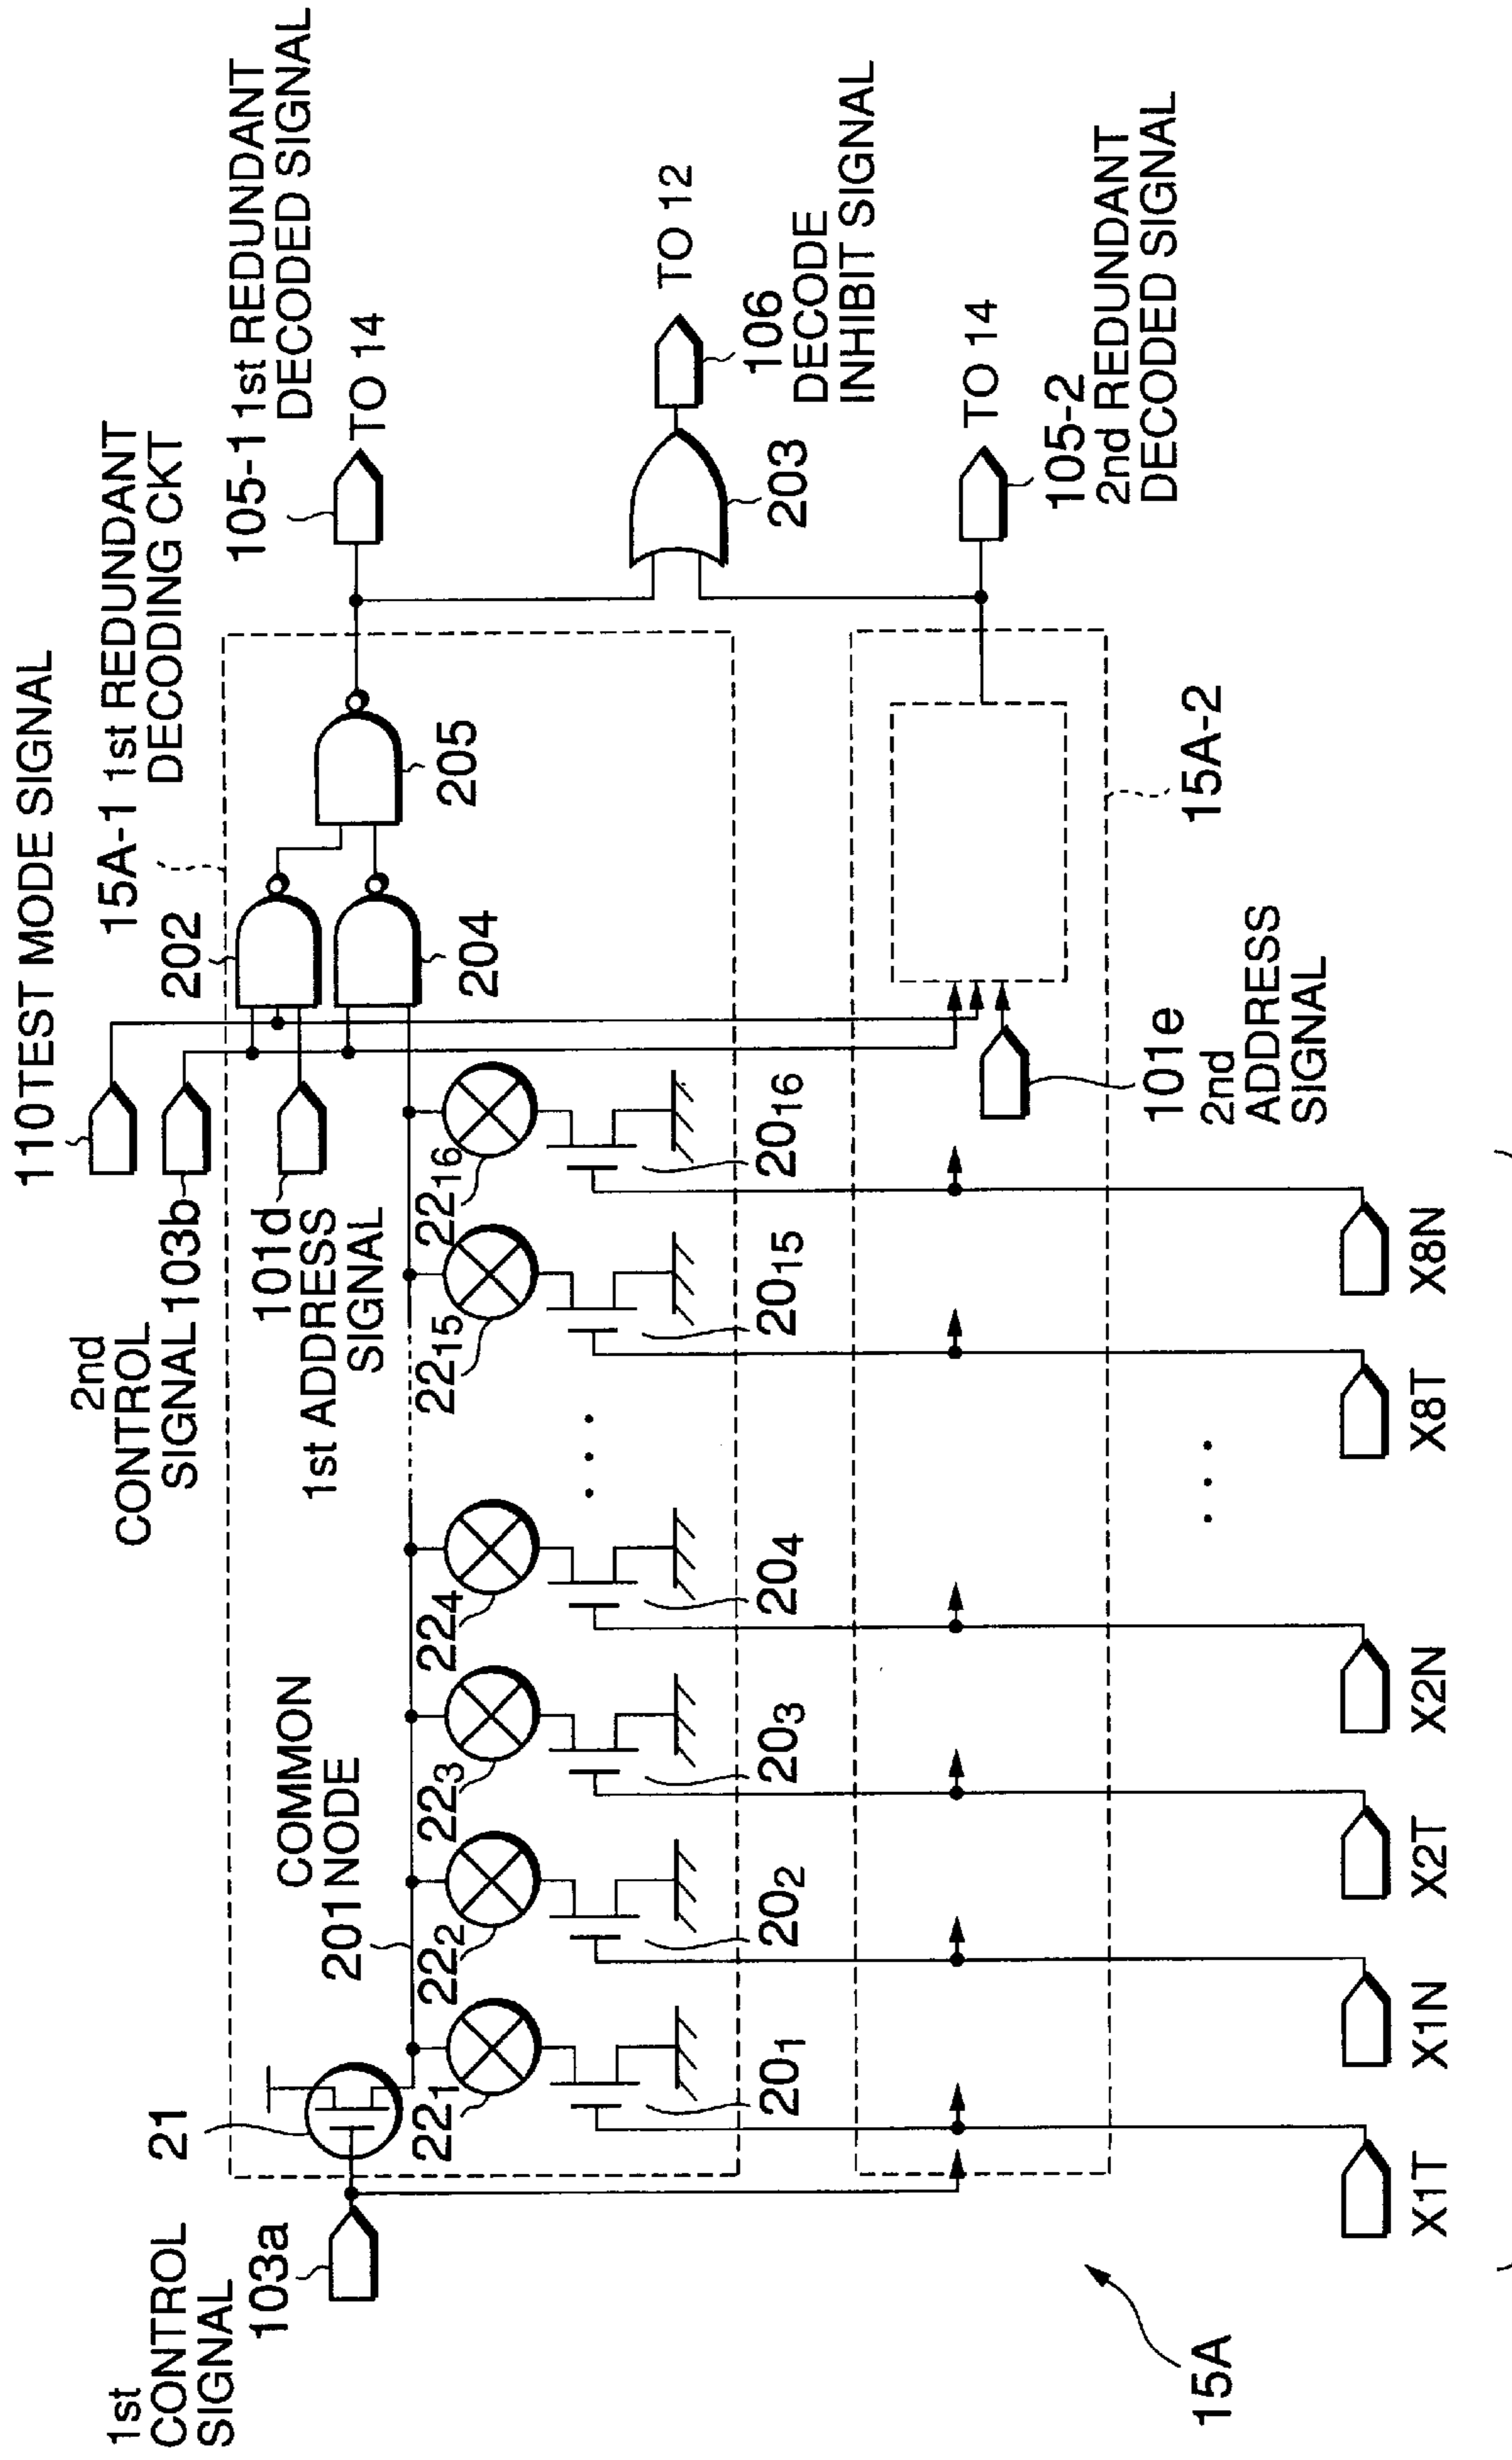 110 TEST MODE SIGNAL
2nd
CONTROL
SIGNAL 103b
101d
1st ADDRESS
SIGNAL
15A-1 1st REDUNDANT
DECODING CKT
105-1 1st REDUNDANT
DECODED SIGNAL
TO 14
202
204
205
1st
CONTROL
SIGNAL
103a
21
COMMON
201 NODE
22₁
22₂
22₃
22₄
22₁₅
22₁₆
20₁
20₂
20₃
20₄
20₁₅
20₁₆
203
TO 12
106
DECODE
INHIBIT SIGNAL
TO 14
105-2
2nd REDUNDANT
DECODED SIGNAL
101e
2nd
ADDRESS
SIGNAL
15A-2
15A
X1T
X1N
X2T
X2N
X8T
X8N